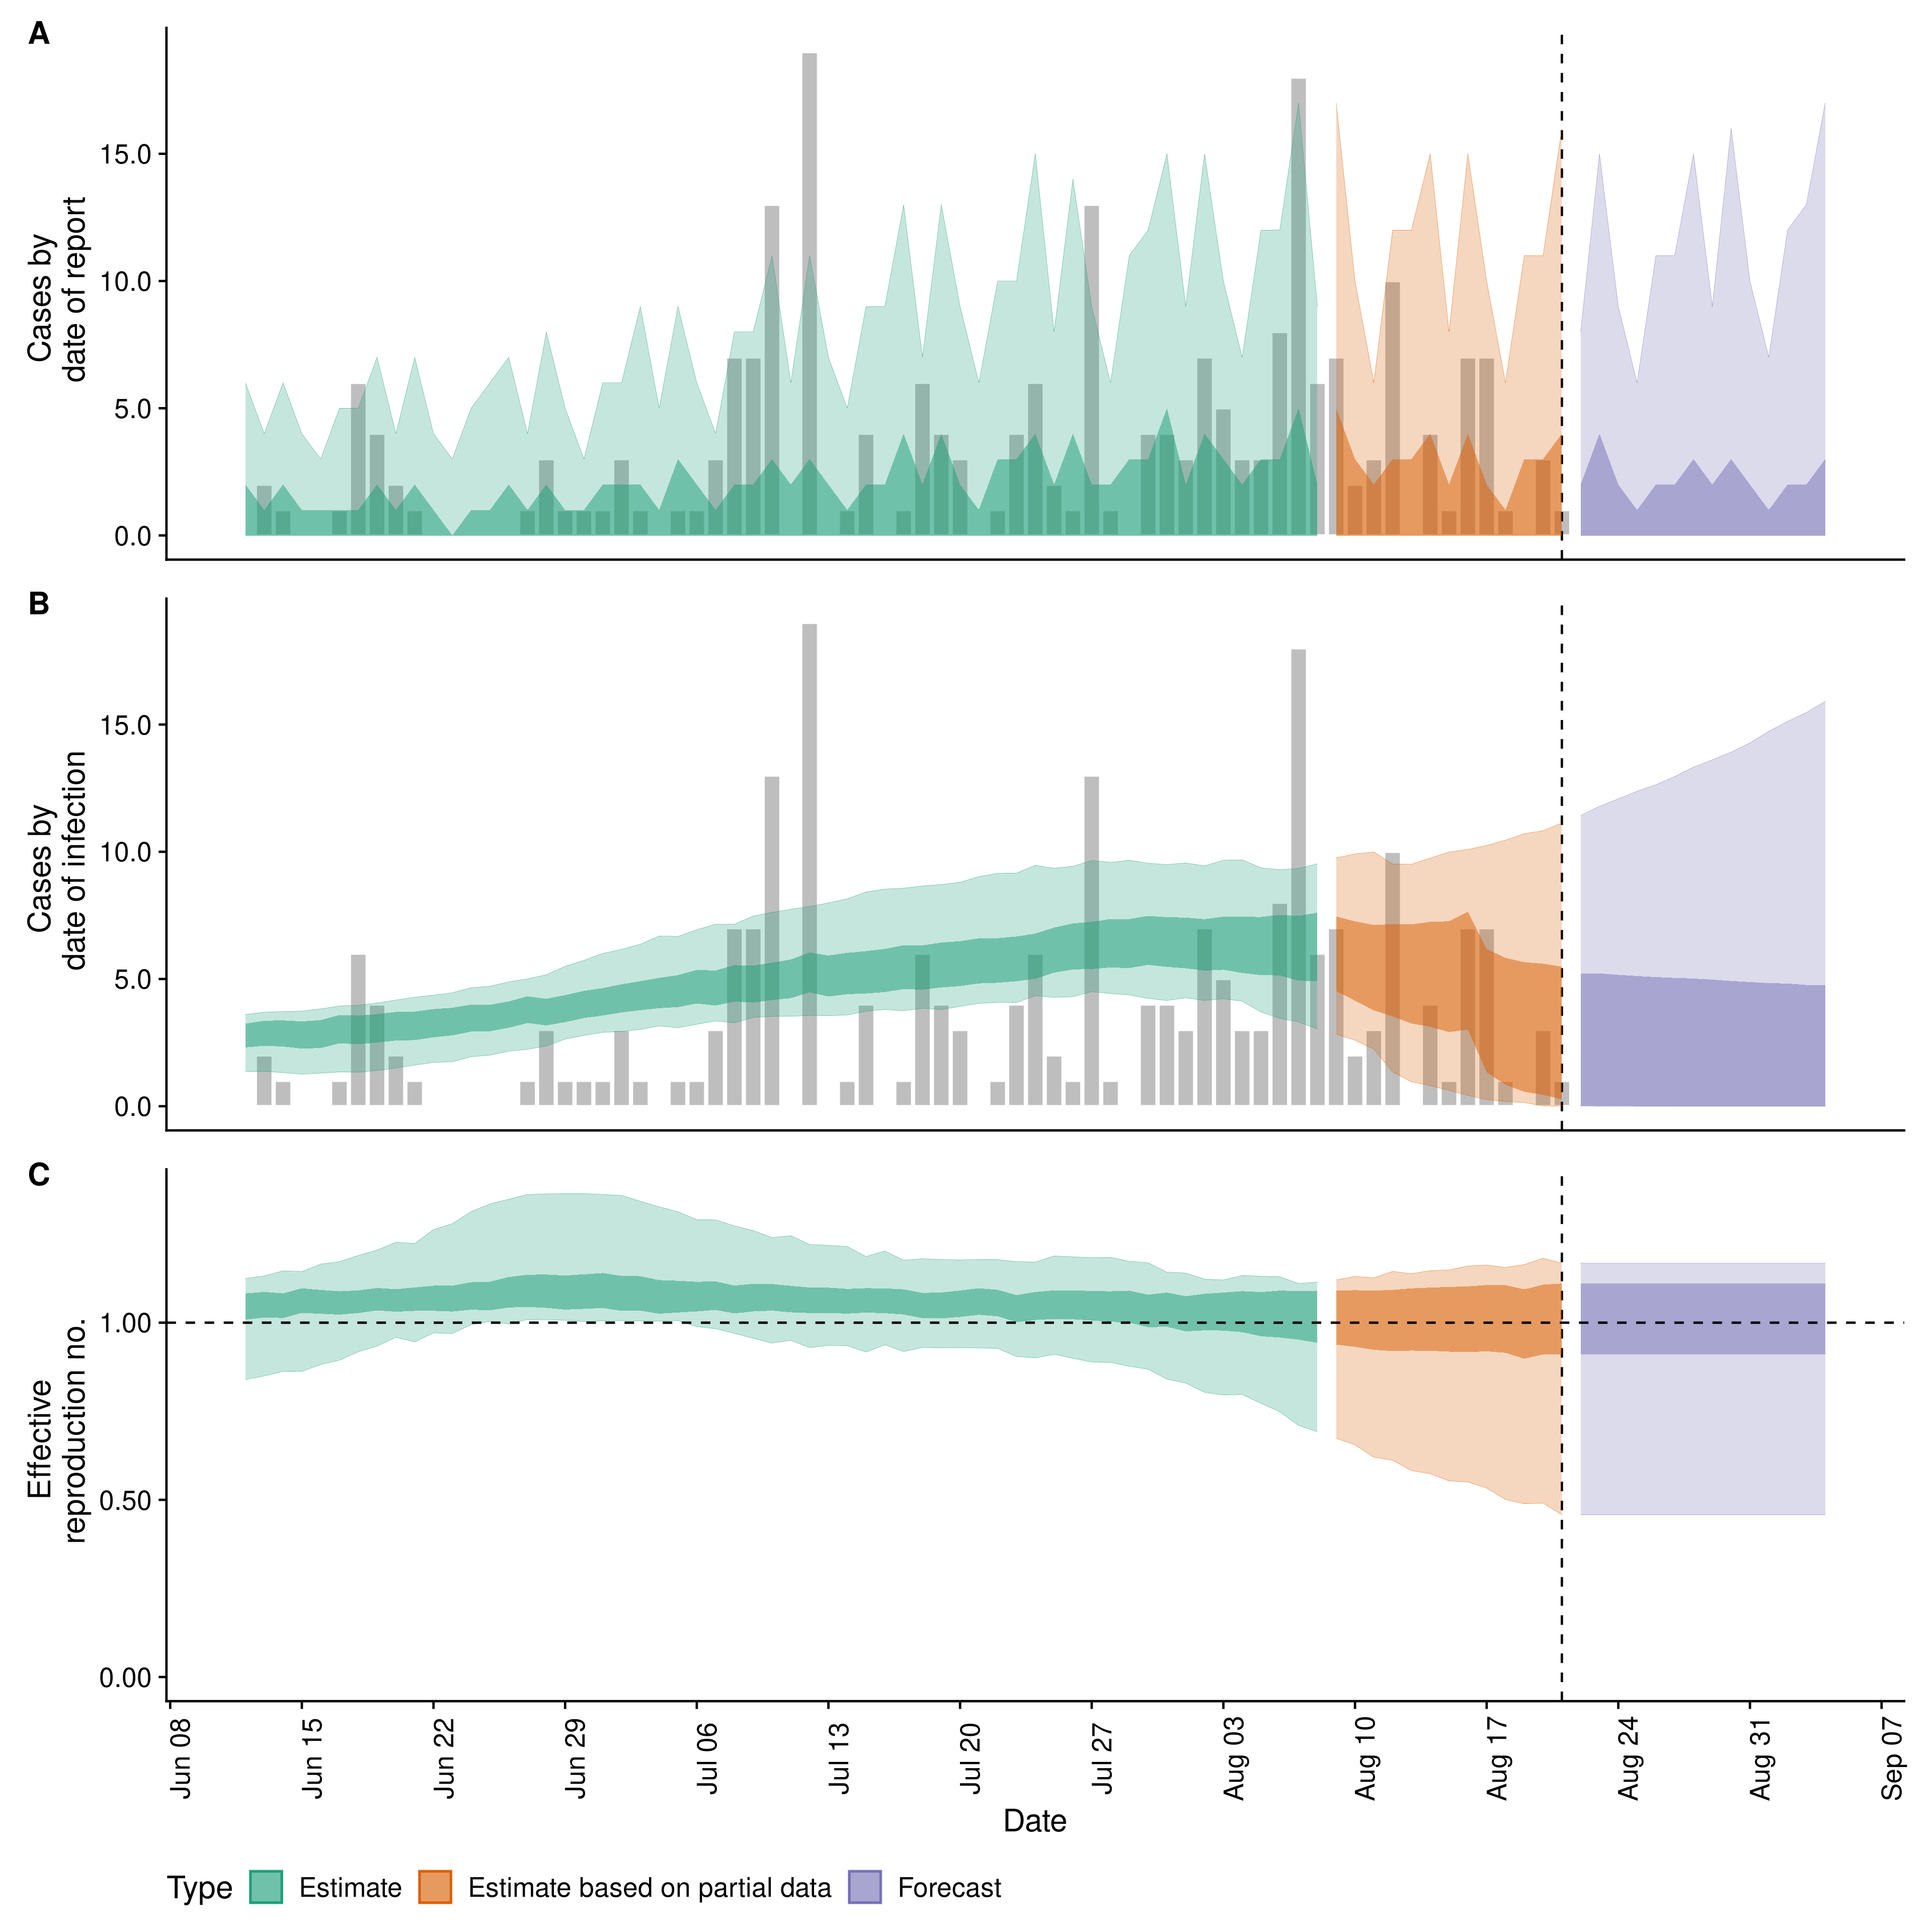 A
Cases by
date of report
15.0
10.0
5.0
0.0
B
Cases by
date of infection
15.0
10.0
5.0
0.0
C
Effective
reproduction no.
1.00
0.50
0.00
Jun 08
Jun 15
Jun 22
Jun 29
Jul 06
Jul 13
Jul 20
Jul 27
Aug 03
Aug 10
Aug 17
Aug 24
Aug 31
Sep 07
Date
Type Estimate Estimate based on partial data Forecast